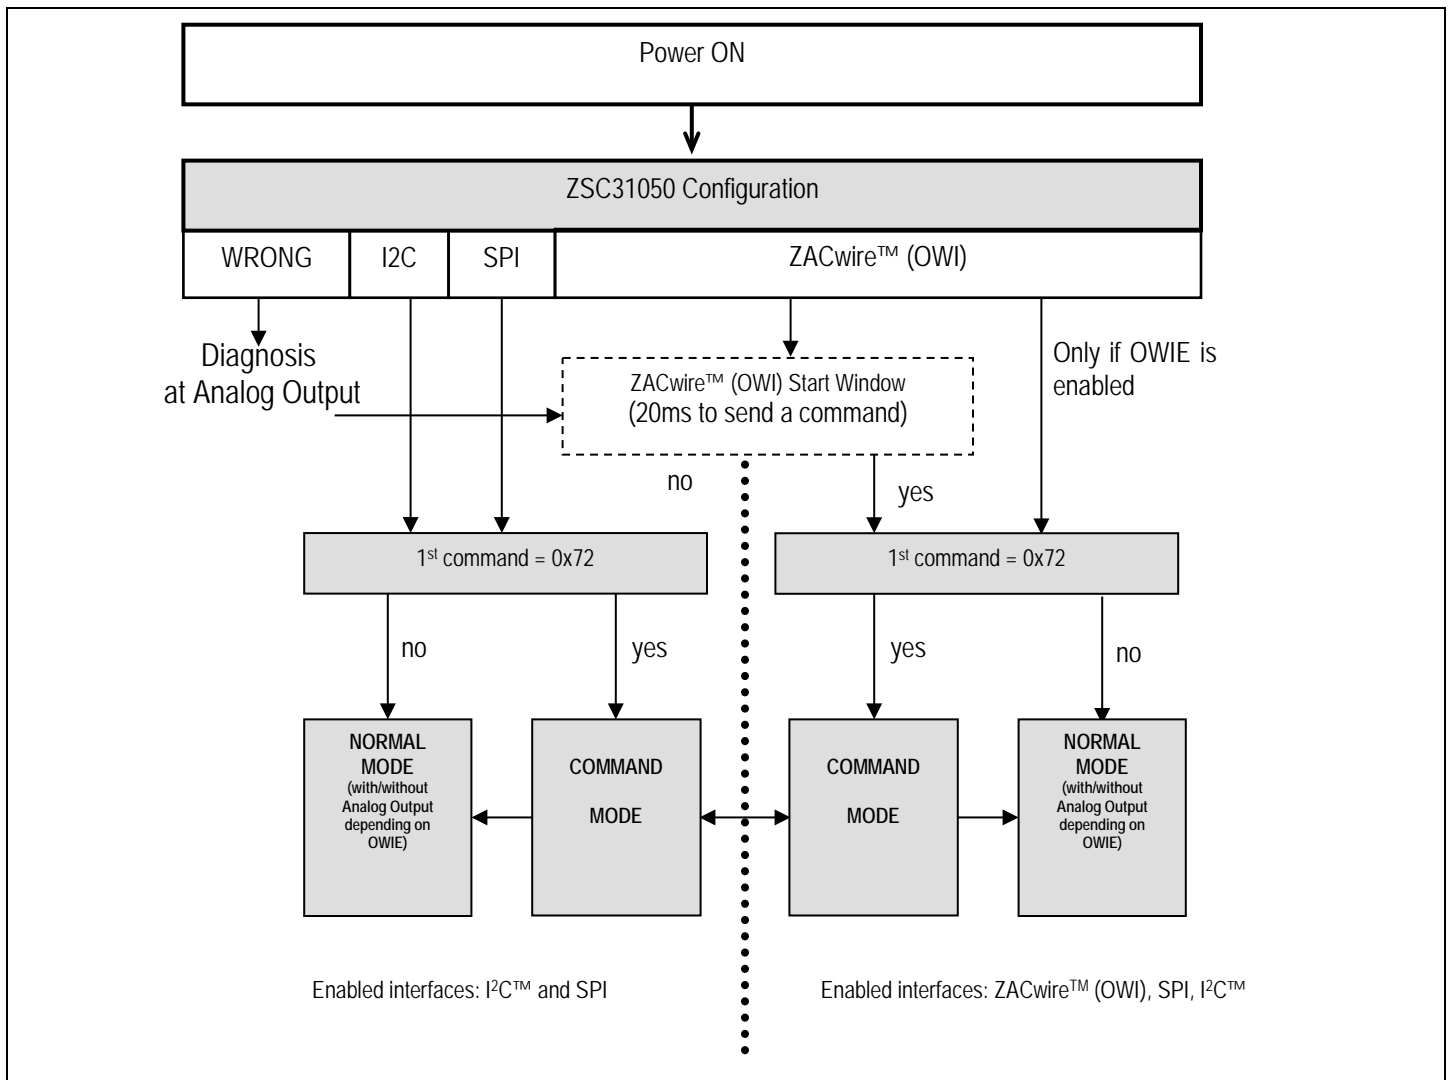 Power ON
ZSC31050 Configuration
WRONG
I2C
SPI
ZACwire™ (OWI)
Diagnosis
at Analog Output
ZACwire™ (OWI) Start Window
(20ms to send a command)
Only if OWIE is
enabled
no
yes
1st command = 0x72
1st command = 0x72
no
yes
yes
no
NORMAL
MODE
(with/without
Analog Output
depending on
OWIE)
COMMAND
MODE
COMMAND
MODE
NORMAL
MODE
(with/without
Analog Output
depending on
OWIE)
Enabled interfaces: I²C™ and SPI
Enabled interfaces: ZACwire™ (OWI), SPI, I²C™